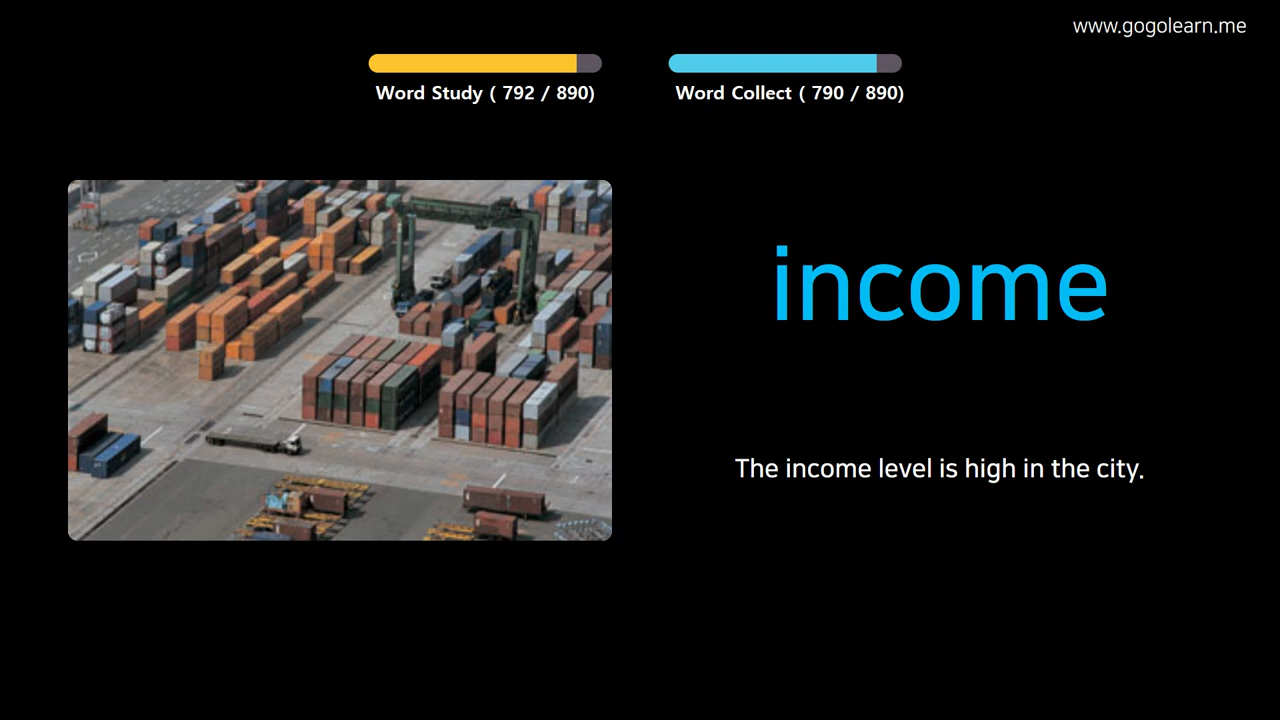 www.gogolearn.me
Word Study ( 792 / 890)
Word Collect ( 790 / 890)
income
The income level is high in the city.